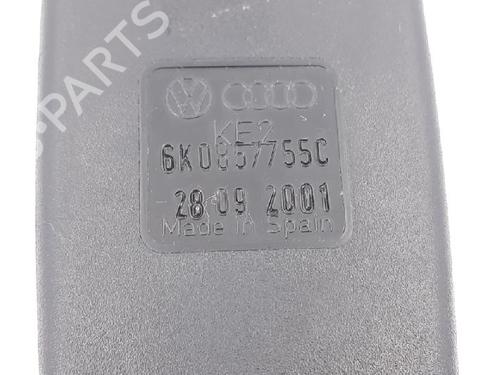 PARTS
KE2
6K0857755C
28 09 2001
Made in Spain